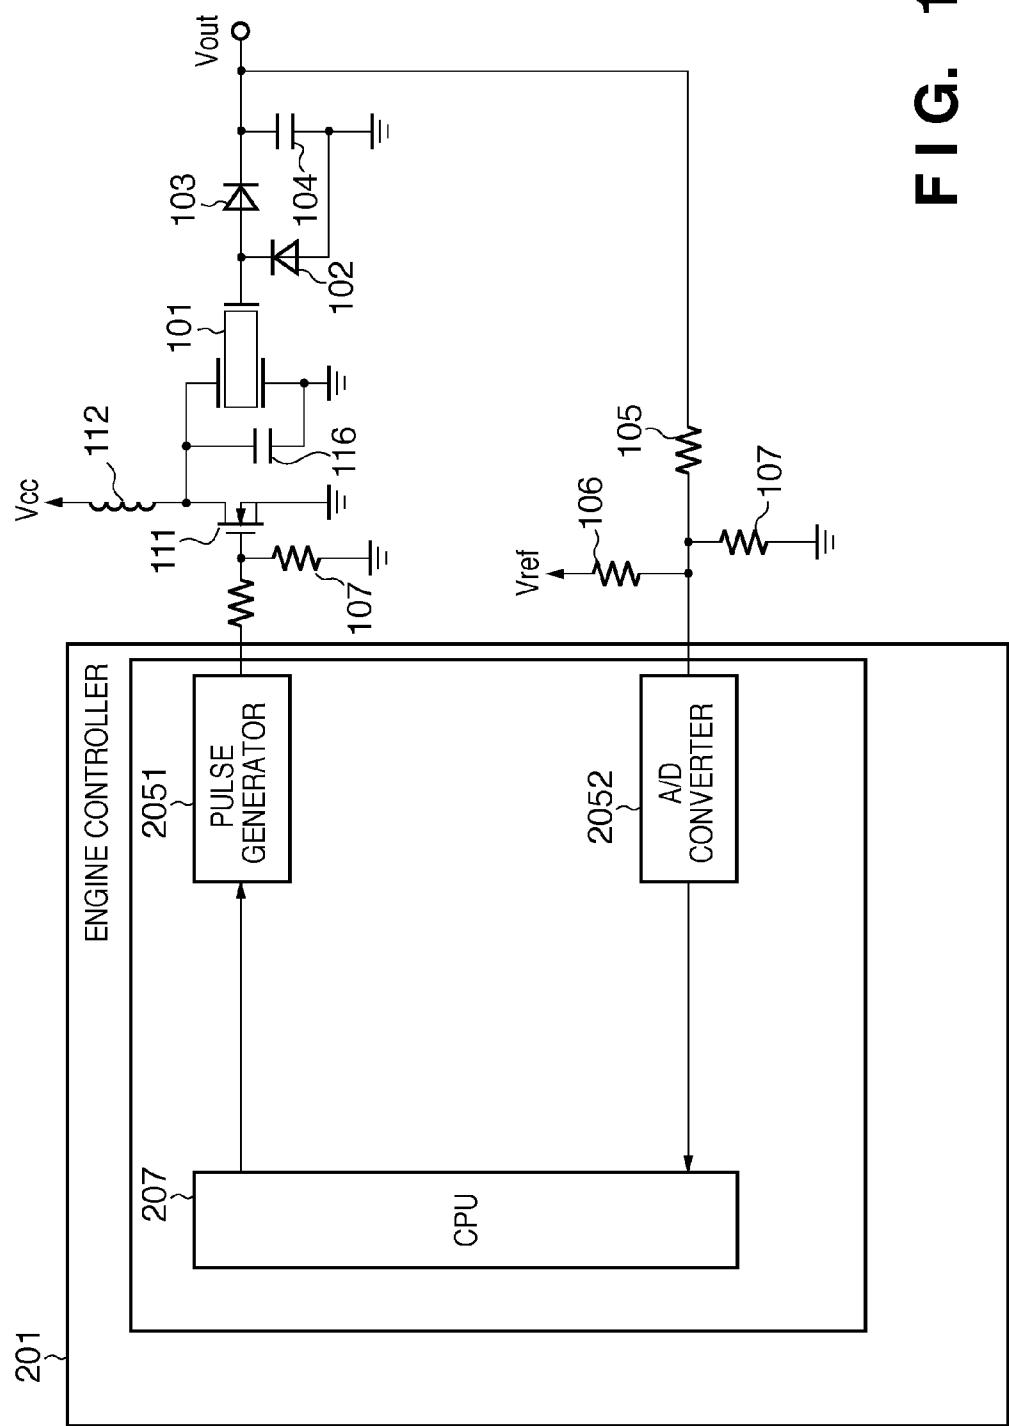 201
ENGINE CONTROLLER
207
CPU
2051
PULSE
GENERATOR
2052
A/D
CONVERTER
Vcc
112
111
107
116
101
102
103
104
Vout
Vref
106
105
107
FIG. 1